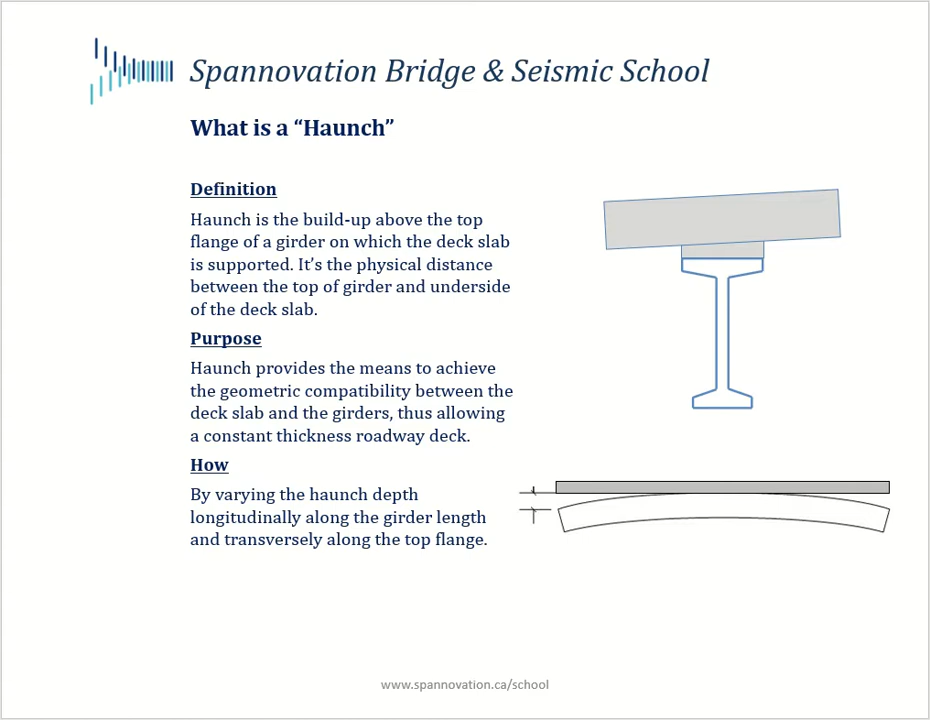 Spannovation Bridge & Seismic School
What is a “Haunch”
Definition
Haunch is the build-up above the top
flange of a girder on which the deck slab
is supported. It’s the physical distance
between the top of girder and underside
of the deck slab.
Purpose
Haunch provides the means to achieve
the geometric compatibility between the
deck slab and the girders, thus allowing
a constant thickness roadway deck.
How
By varying the haunch depth
longitudinally along the girder length
and transversely along the top flange.
www.spannovation.ca/school